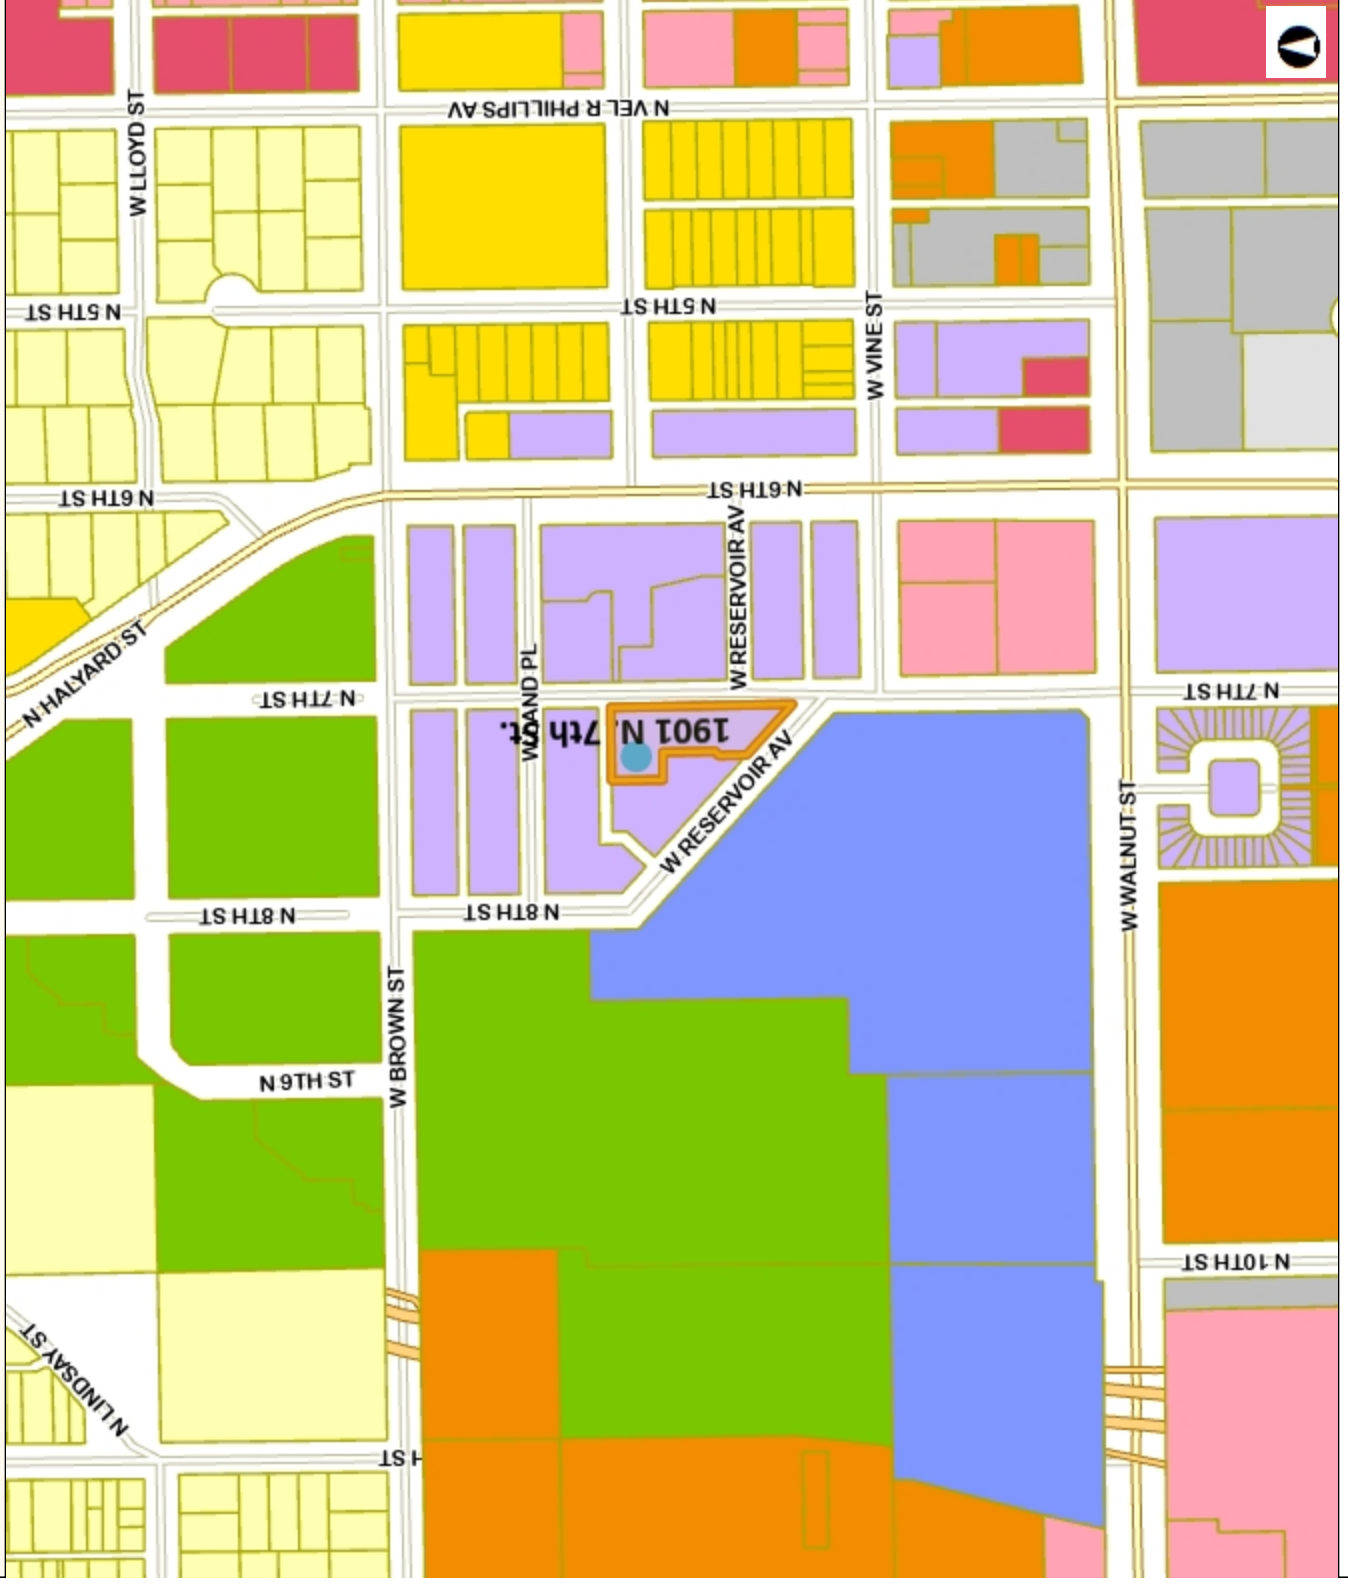 W LLOYD ST
N VEL R PHILLIPS AV
N 5TH ST
N 5TH ST
W VINE ST
N 6TH ST
N 6TH ST
W RESERVOIR AV
N HALYARD ST
N 7TH ST
N 7TH ST
1901 N. 7th St.
W RESERVOIR AV
W WALNUT ST
N 8TH ST
N 8TH ST
W BROWN ST
N 9TH ST
N 10TH ST
N LINDSAY ST
H ST